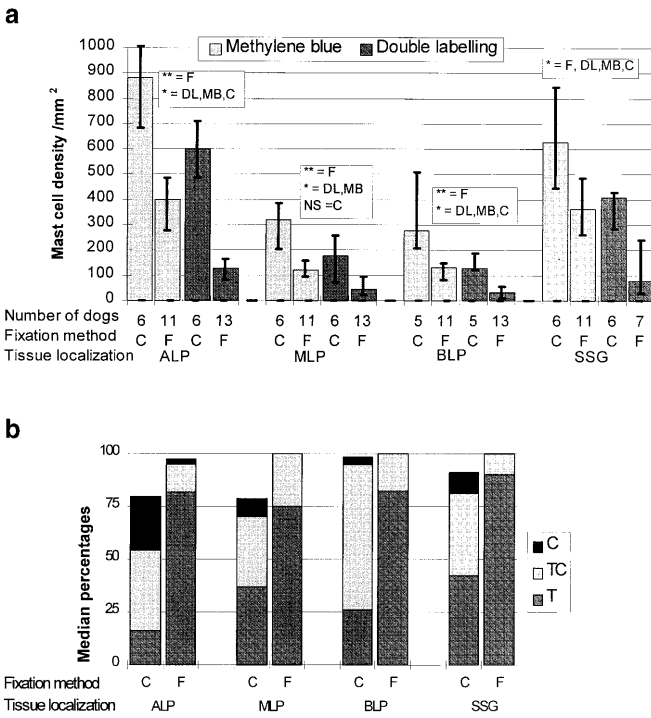 a
Methylene blue Double labelling
Mast cell density /mm 2
1000
900
800
700
600
500
400
300
200
100
0
** = F
* = DL,MB,C
** = F
* = DL,MB
NS =C
** = F
* = DL,MB,C
* = F, DL,MB,C
Number of dogs 6 11 6 13 6 11 6 13 5 11 5 13 6 11 6 7
Fixation method C F C F C F C F C F C F C F C F
Tissue localization ALP MLP BLP SSG
b
Median percentages
100
75
50
25
0
C
TC
T
Fixation method C F C F C F C F
Tissue localization ALP MLP BLP SSG